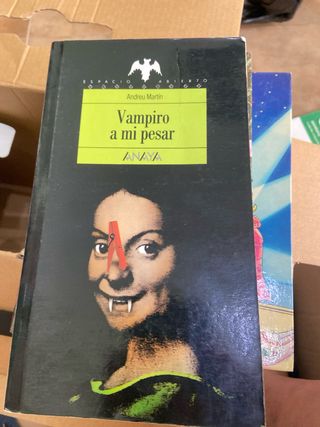 ESPACIO ABIERTO
Andreu Martín
Vampiro
a mi pesar
ANAYA